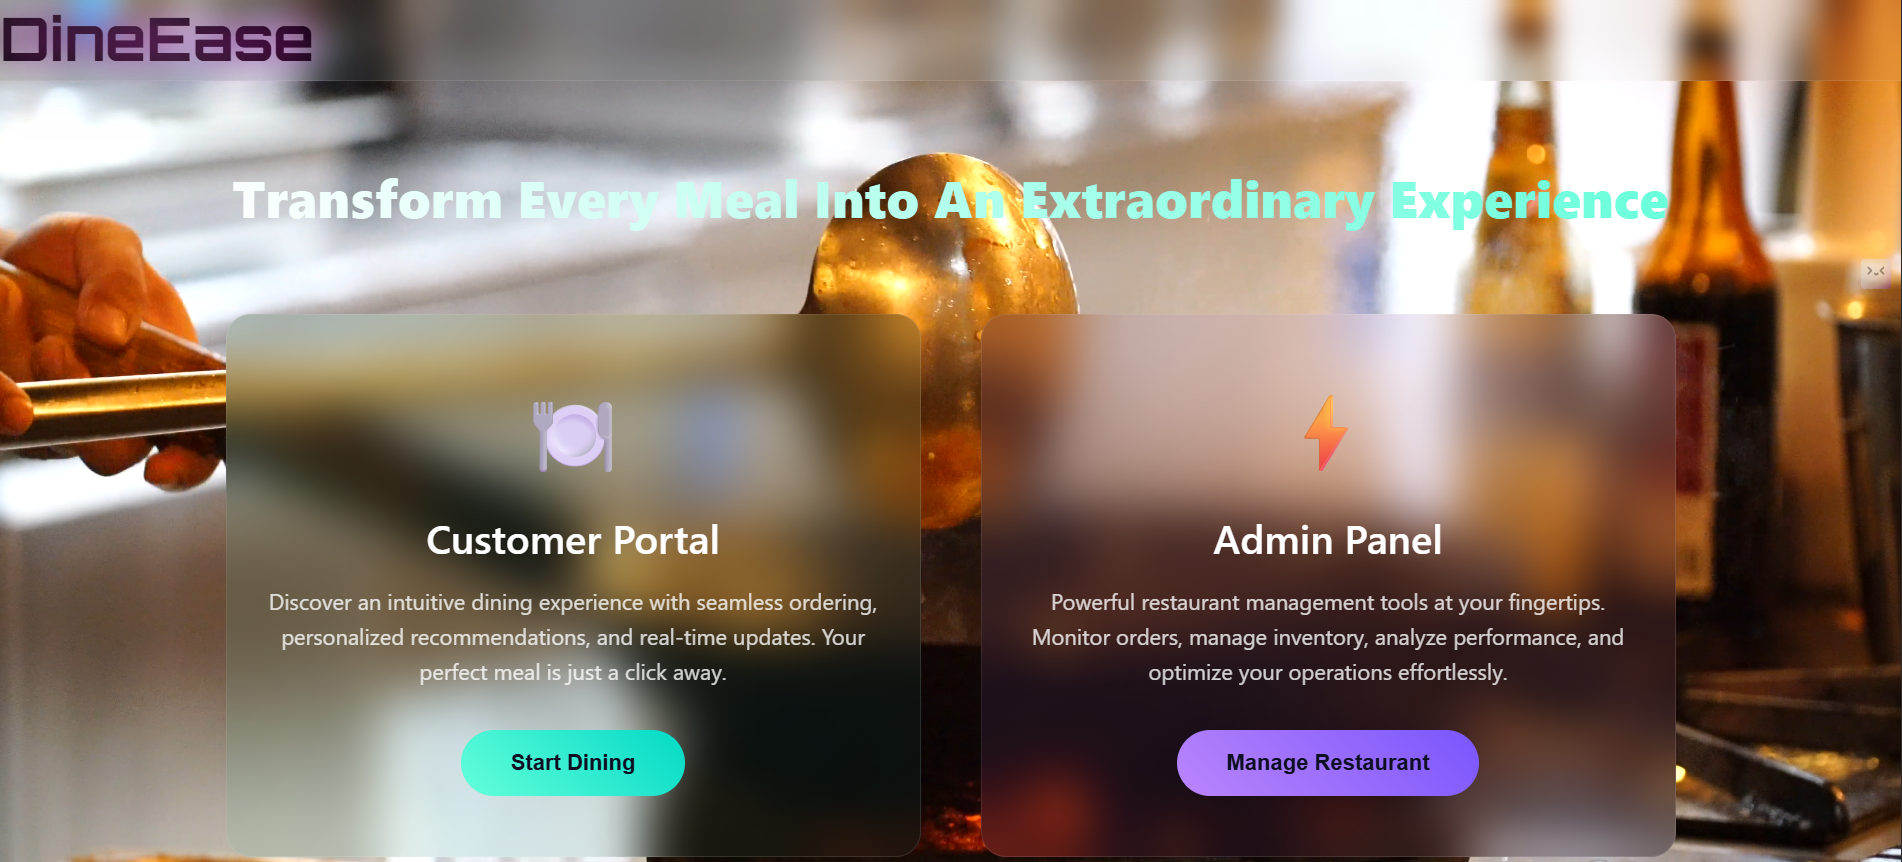 DineEase
Transform Every Meal Into An Extraordinary Experience
Customer Portal
Discover an intuitive dining experience with seamless ordering,
personalized recommendations, and real-time updates. Your
perfect meal is just a click away.
Start Dining
Admin Panel
Powerful restaurant management tools at your fingertips.
Monitor orders, manage inventory, analyze performance, and
optimize your operations effortlessly.
Manage Restaurant